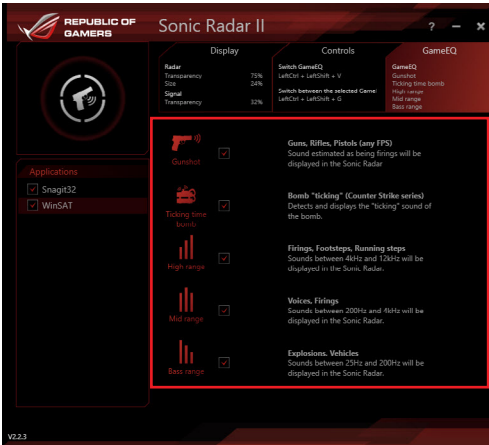 REPUBLIC OF
GAMERS
Sonic Radar II
? − ×
Display
Radar
Transparency 75%
Size 24%
Signal
Transparency 32%
Controls
Switch GameEQ
LeftCtrl + LeftShift + V
Switch between the selected Game
LeftCtrl + LeftShift + G
GameEQ
GameEQ
Gunshot
Ticking time bomb
High range
Mid range
Bass range
Applications
Snagit32
WinSAT
Gunshot
Guns, Rifles, Pistols (any FPS)
Sound estimated as being firings will be
displayed in the Sonic Radar
Ticking time
bomb
Bomb "ticking" (Counter Strike series)
Detects and displays the "ticking" sound of
the bomb.
High range
Firings, Footsteps, Running steps
Sounds between 4kHz and 12kHz will be
displayed in the Sonic Radar.
Mid range
Voices, Firings
Sounds between 200Hz and 4kHz will be
displayed in the Sonic Radar.
Bass range
Explosions. Vehicles
Sounds between 25Hz and 200Hz will be
displayed in the Sonic Radar.
V2.2.3